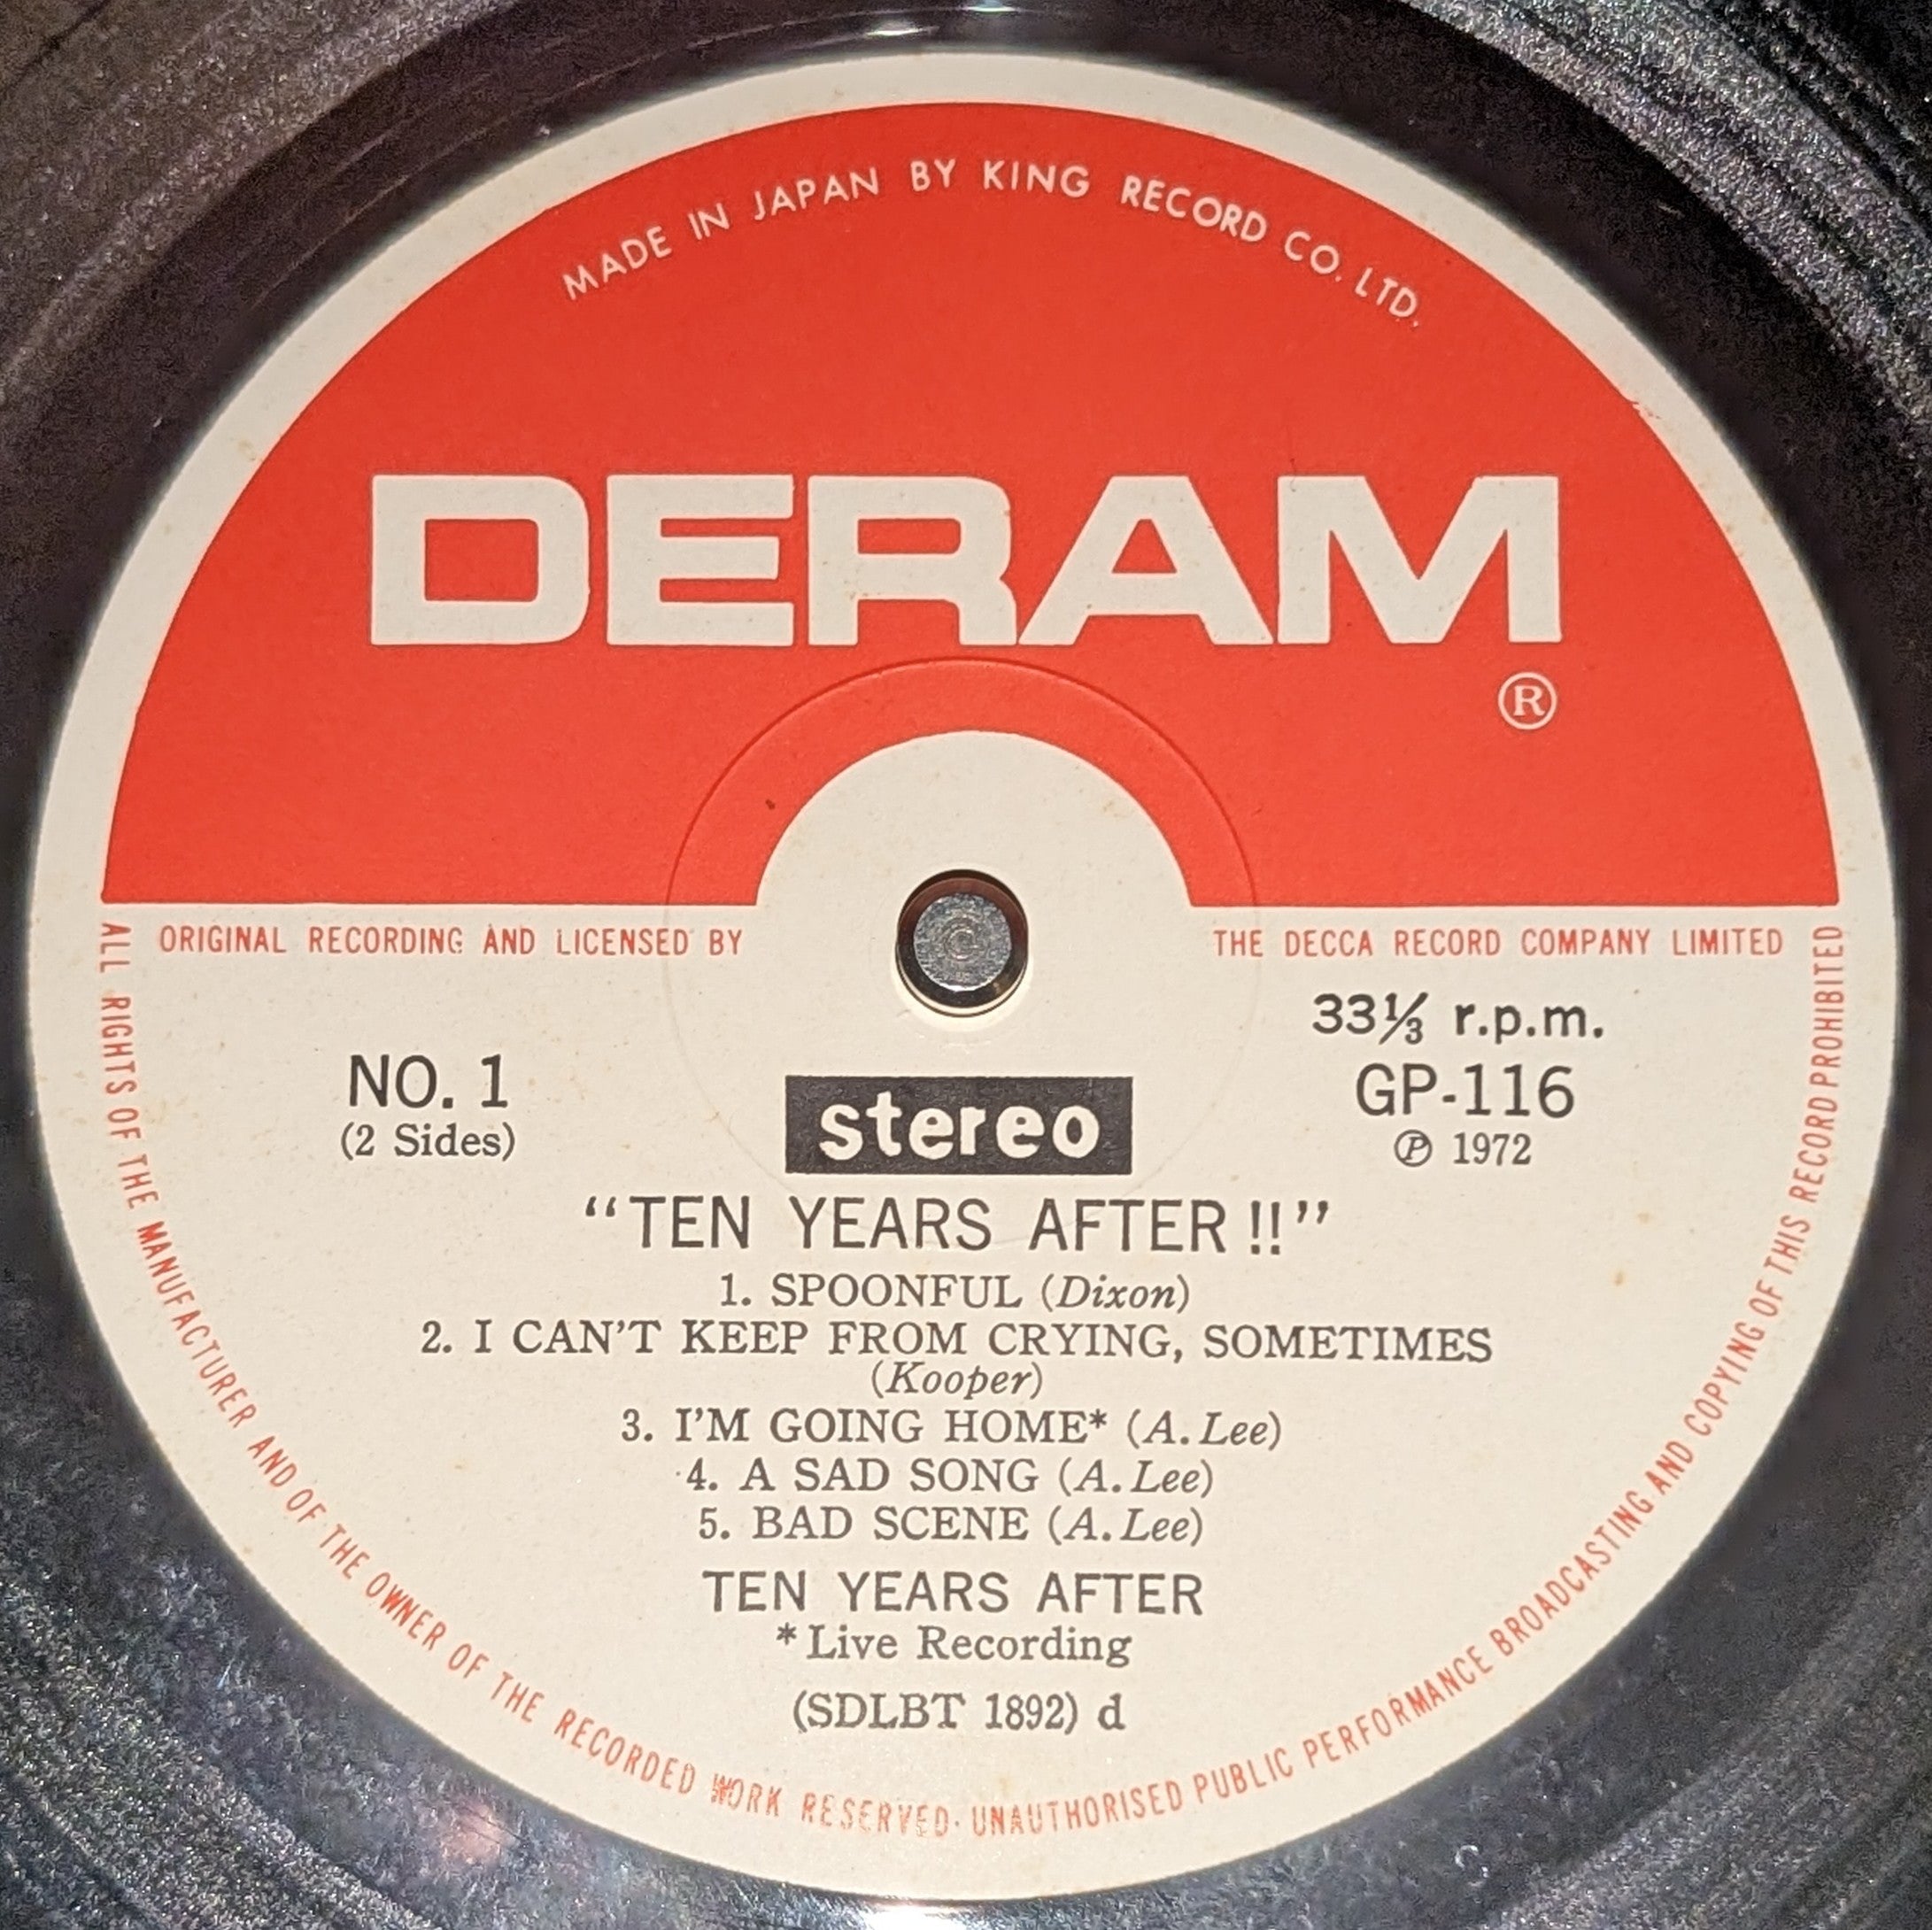 MADE IN JAPAN BY KING RECORD CO. LTD.
DERAM
®
ORIGINAL RECORDING AND LICENSED BY THE DECCA RECORD COMPANY LIMITED
33⅓ r.p.m.
NO. 1
GP-116
(2 Sides)
stereo
℗ 1972
“TEN YEARS AFTER!!”
1. SPOONFUL (Dixon)
2. I CAN’T KEEP FROM CRYING, SOMETIMES
(Kooper)
3. I’M GOING HOME* (A. Lee)
4. A SAD SONG (A. Lee)
5. BAD SCENE (A. Lee)
TEN YEARS AFTER
*Live Recording
(SDLBT 1892) d
ALL RIGHTS OF THE MANUFACTURER AND OF THE OWNER OF THE RECORDED WORK RESERVED· UNAUTHORISED PUBLIC PERFORMANCE BROADCASTING AND COPYING OF THIS RECORD PROHIBITED